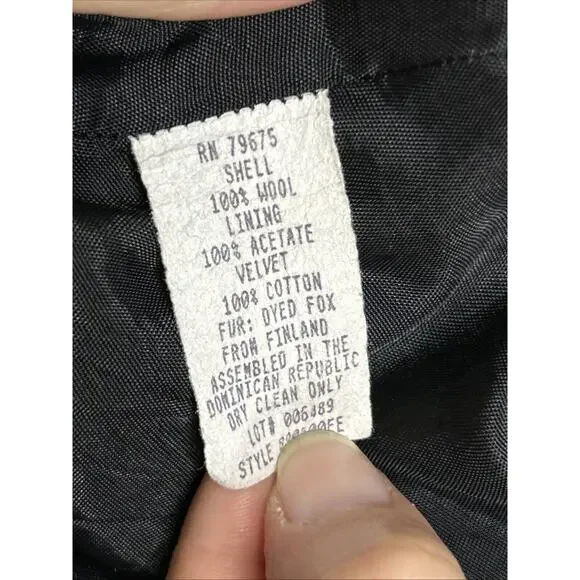 RN 79675
SHELL
100% WOOL
LINING
100% ACETATE
VELVET
100% COTTON
FUR: DYED FOX
FROM FINLAND
ASSEMBLED IN THE
DOMINICAN REPUBLIC
DRY CLEAN ONLY
LOT# 006489
STYLE